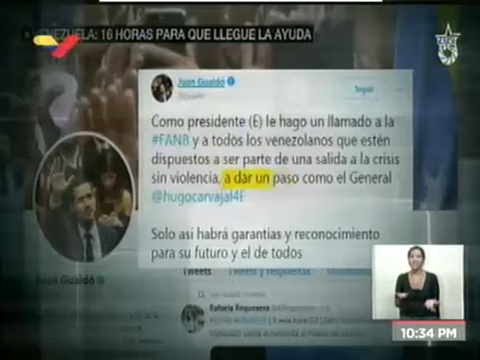 VENEZUELA: 16 HORAS PARA QUE LLEGUE LA AYUDA
Juan Guaidó
Seguir
Como presidente (E) le hago un llamado a la
#FANB y a todos los venezolanos que estén
dispuestos a ser parte de una salida a la crisis
sin violencia, a dar un paso como el General
@hugocarvajal4F
Solo así habrá garantías y reconocimiento
para su futuro y el de todos
Juan Guaidó
Tweets Tweets y respuestas
Rafaela Requesens
10:34 PM